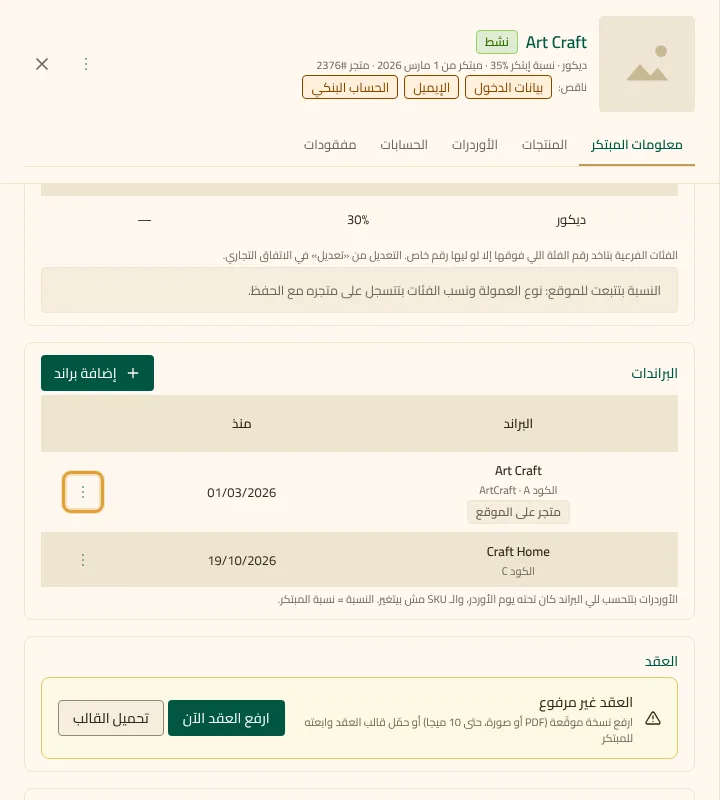 Art Craft نشط
ديكور · نسبة إبتكر 35% · مبتكر من 1 مارس 2026 · متجر #2376
ناقص: بيانات الدخول الإيميل الحساب البنكي
معلومات المبتكر المنتجات الأوردرات الحسابات مفقودات
ديكور 30% —
الفئات الفرعية بتاخد رقم الفئة اللي فوقها إلا لو ليها رقم خاص. التعديل من «تعديل» في الاتفاق التجاري.
النسبة بتتبعت للموقع: نوع العمولة ونسب الفئات بتتسجل على متجره مع الحفظ.
البراندات
+ إضافة براند
البراند منذ
Art Craft
الكود A · ArtCraft
متجر على الموقع
01/03/2026
Craft Home
الكود C
19/10/2026
الأوردرات بتتحسب للي البراند كان تحته يوم الأوردر، والـ SKU مش بيتغير. النسبة = نسبة المبتكر.
العقد
العقد غير مرفوع
ارفع نسخة موقّعة (PDF أو صورة، حتى 10 ميجا) أو حمّل قالب العقد وابعته
للمبتكر
ارفع العقد الآن
تحميل القالب